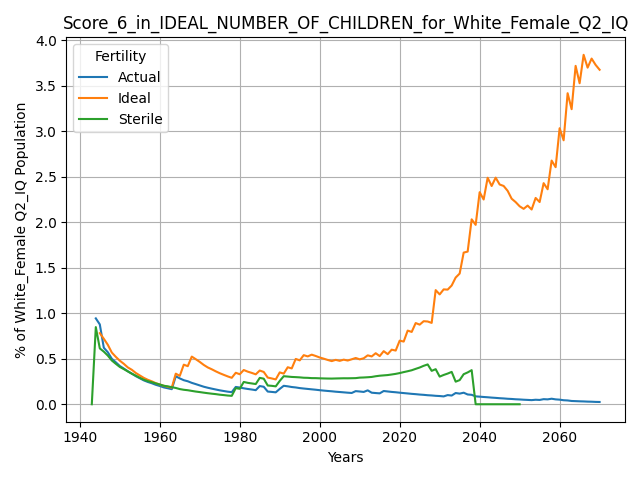 Score_6_in_IDEAL_NUMBER_OF_CHILDREN_for_White_Female_Q2_IQ
% of White_Female Q2_IQ Population
4.0
3.5
3.0
2.5
2.0
1.5
1.0
0.5
0.0
Fertility
Actual
Ideal
Sterile
1940 1960 1980 2000 2020 2040 2060
Years